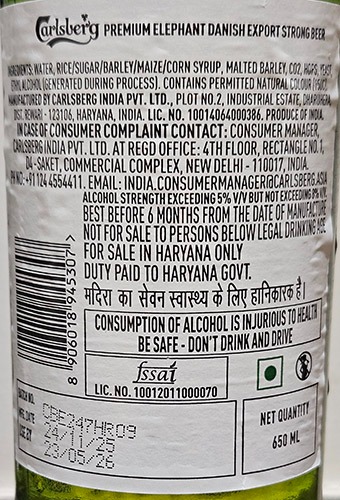 Carlsberg PREMIUM ELEPHANT DANISH EXPORT STRONG BEER
INGREDIENTS: WATER, RICE/SUGAR/BARLEY/MAIZE/CORN SYRUP, MALTED BARLEY, CO2, HOPS, YEAST,
ETHYL ALCOHOL (GENERATED DURING PROCESS). CONTAINS PERMITTED NATURAL COLOUR
MANUFACTURED BY CARLSBERG INDIA PVT. LTD., PLOT NO.2, INDUSTRIAL ESTATE, DHARUHERA,
DIST. REWARI - 123106, HARYANA, INDIA. LIC. NO. 10014064000386. PRODUCE OF INDIA.
IN CASE OF CONSUMER COMPLAINT CONTACT: CONSUMER MANAGER,
CARLSBERG INDIA PVT. LTD. AT REGD OFFICE: 4TH FLOOR, RECTANGLE NO.1,
D4-SAKET, COMMERCIAL COMPLEX, NEW DELHI - 110017, INDIA.
PH NO. +91124 4354411. EMAIL: INDIA.CONSUMERMANAGER@CARLSBERG.ASIA
ALCOHOL STRENGTH EXCEEDING 5% V/V BUT NOT EXCEEDING 8% V/V.
BEST BEFORE 6 MONTHS FROM THE DATE OF MANUFACTURE
NOT FOR SALE TO PERSONS BELOW LEGAL DRINKING AGE
FOR SALE IN HARYANA ONLY
DUTY PAID TO HARYANA GOVT.
मदिरा का सेवन स्वास्थ्य के लिए हानिकारक है।
CONSUMPTION OF ALCOHOL IS INJURIOUS TO HEALTH
BE SAFE - DON'T DRINK AND DRIVE
8 906018 945307 >
fssai
LIC. NO. 10012011000070
BATCH NO. CBE247HR09
MFG. DATE 24/11/25
USE BY 23/05/26
NET QUANTITY
650 ML